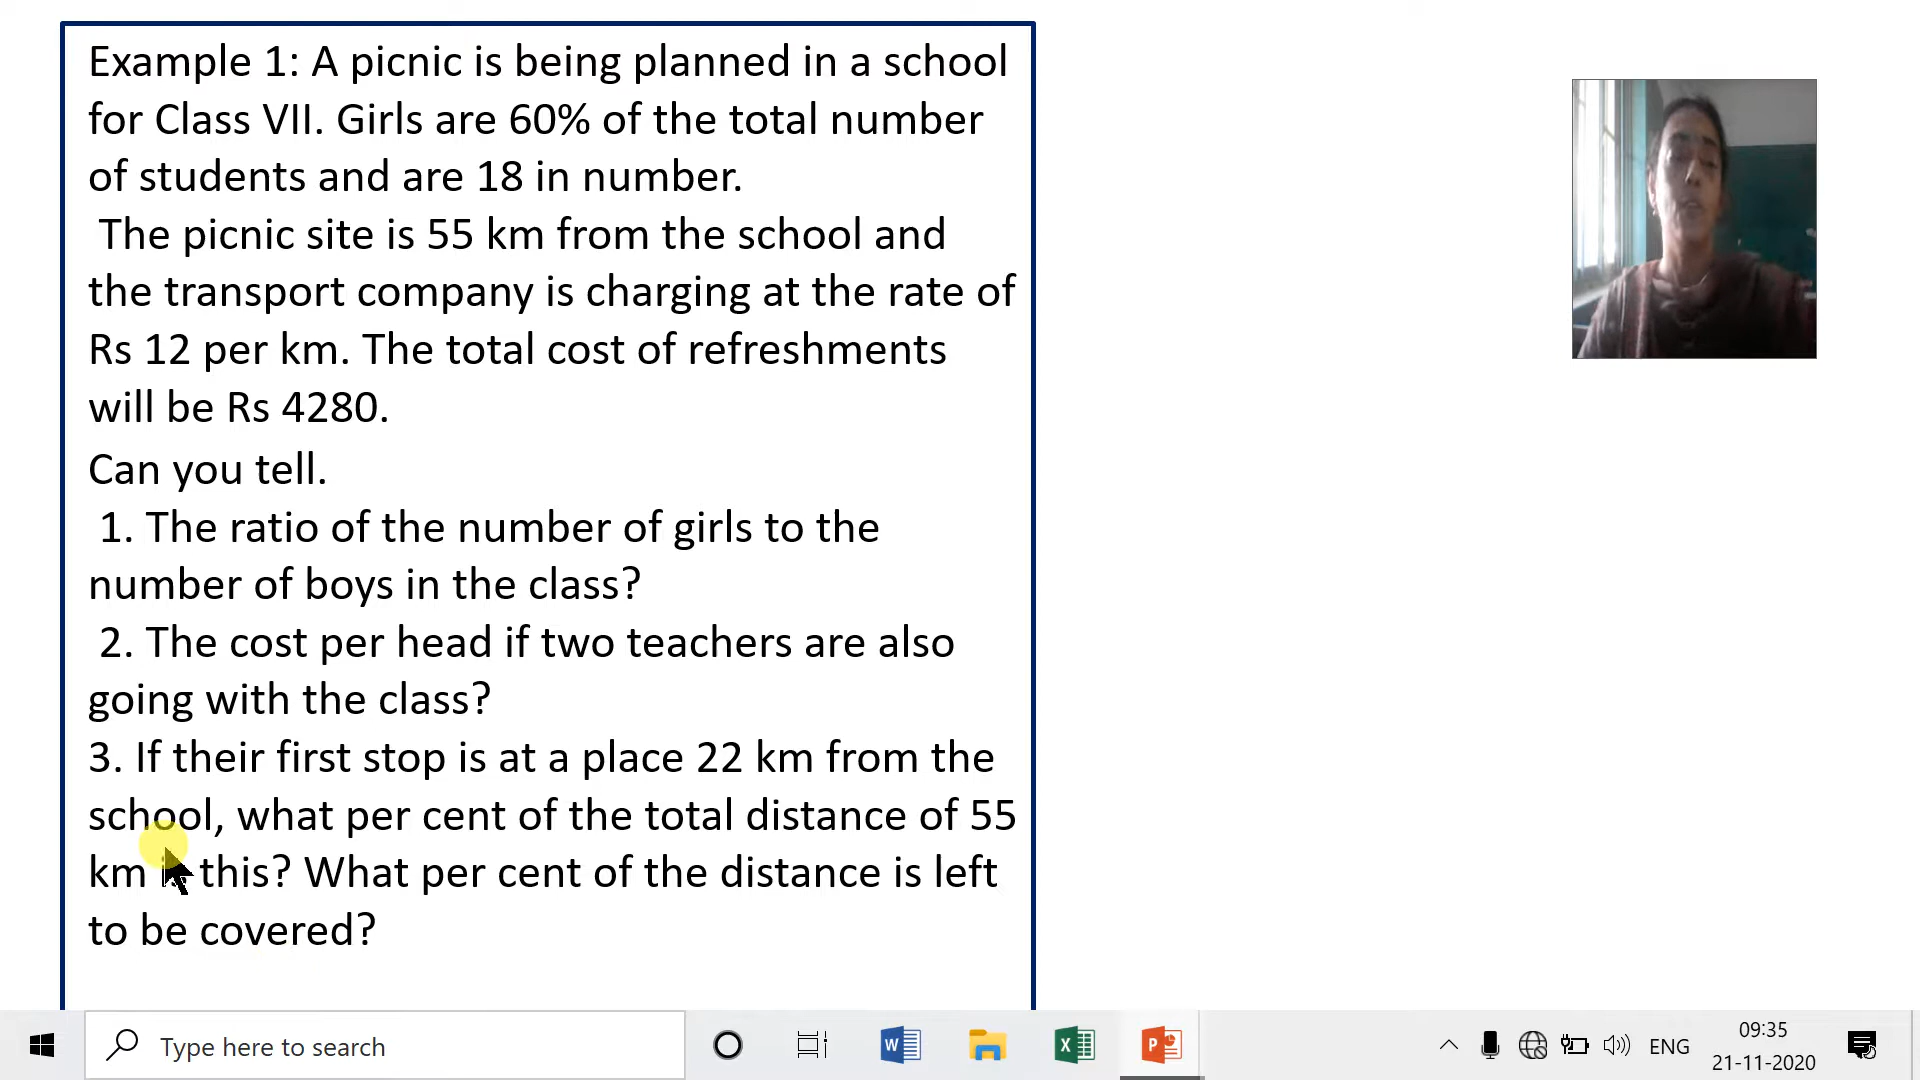 Example 1: A picnic is being planned in a school
for Class VII. Girls are 60% of the total number
of students and are 18 in number.
The picnic site is 55 km from the school and
the transport company is charging at the rate of
Rs 12 per km. The total cost of refreshments
will be Rs 4280.
Can you tell.
1. The ratio of the number of girls to the
number of boys in the class?
2. The cost per head if two teachers are also
going with the class?
3. If their first stop is at a place 22 km from the
school, what per cent of the total distance of 55
km this? What per cent of the distance is left
to be covered?
Type here to search
W
X
P
ENG
09:35
21-11-2020